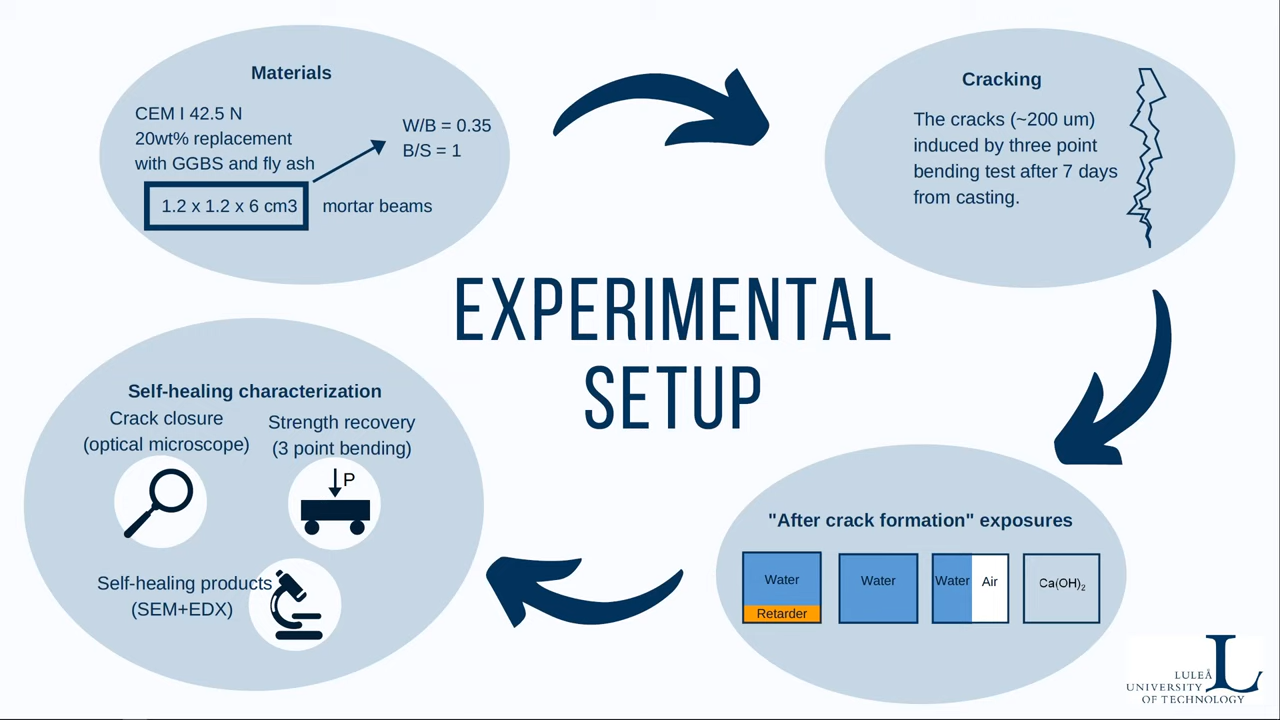 Materials
CEM I 42.5 N
20wt% replacement
with GGBS and fly ash
1.2 x 1.2 x 6 cm3
mortar beams
W/B = 0.35
B/S = 1
Cracking
The cracks (~200 um)
induced by three point
bending test after 7 days
from casting.
EXPERIMENTAL
SETUP
Self-healing characterization
Crack closure
(optical microscope)
Strength recovery
(3 point bending)
P
Self-healing products
(SEM+EDX)
"After crack formation" exposures
Water
Retarder
Water
Water
Air
Ca(OH)₂
L
LULEÅ
UNIVERSITY
OF TECHNOLOGY